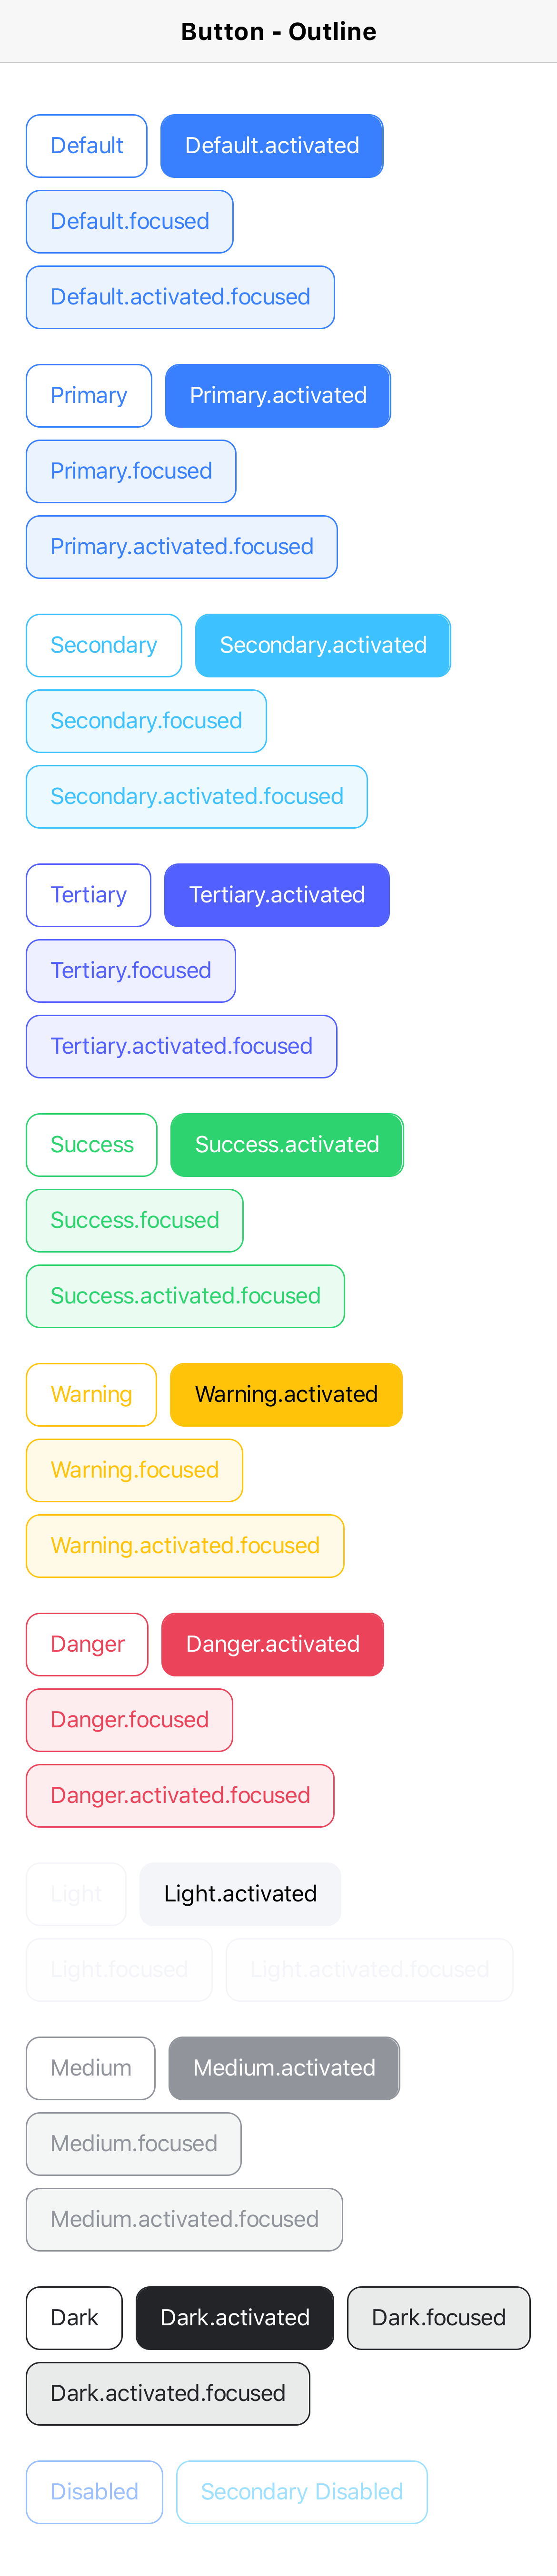 Button - Outline
Default Default.activated
Default.focused
Default.activated.focused
Primary Primary.activated
Primary.focused
Primary.activated.focused
Secondary Secondary.activated
Secondary.focused
Secondary.activated.focused
Tertiary Tertiary.activated
Tertiary.focused
Tertiary.activated.focused
Success Success.activated
Success.focused
Success.activated.focused
Warning Warning.activated
Warning.focused
Warning.activated.focused
Danger Danger.activated
Danger.focused
Danger.activated.focused
Light Light.activated
Light.focused Light.activated.focused
Medium Medium.activated
Medium.focused
Medium.activated.focused
Dark Dark.activated Dark.focused
Dark.activated.focused
Disabled Secondary Disabled